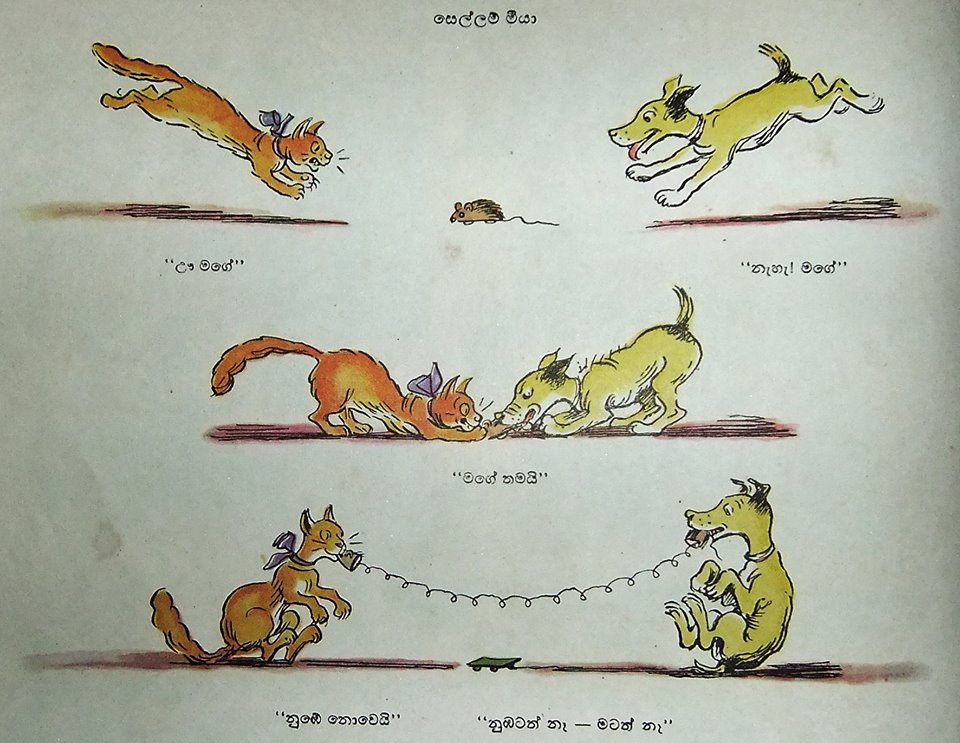 සෙල්ලම් මීයා
‘‘ඌ මගේ’’
‘‘නැහැ! මගේ’’
‘‘මගේ තමයි’’
‘‘නුඹේ නොවෙයි’’
‘‘නුඹටත් නෑ — මටත් නෑ’’